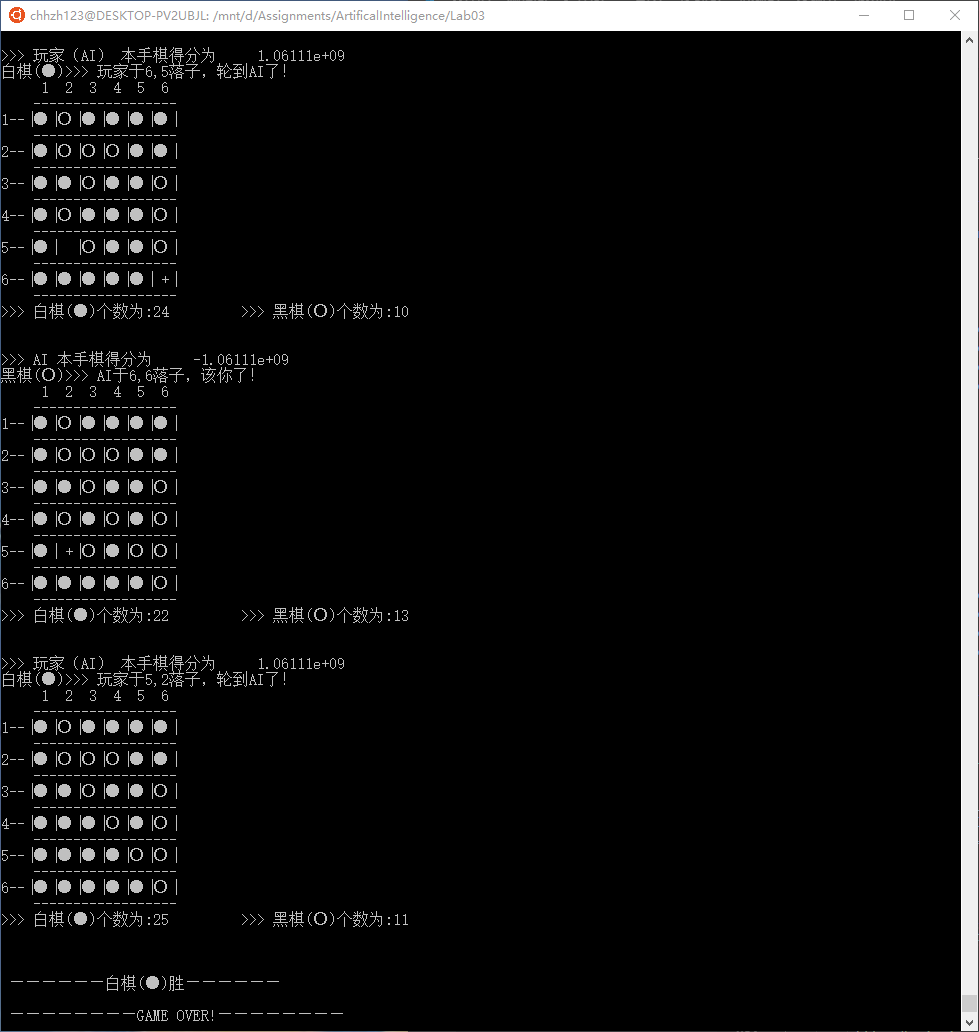 chhzh123@DESKTOP-PV2UBJL: /mnt/d/Assignments/ArtificalIntelligence/Lab03
>>> 玩家（AI） 本手棋得分为     1.06111e+09
白棋(●)>>> 玩家于6,5落子，轮到AI了!
     1  2  3  4  5  6
    ------------------
1-- |● |○ |● |● |● |● |
    ------------------
2-- |● |○ |○ |○ |● |● |
    ------------------
3-- |● |● |○ |● |● |○ |
    ------------------
4-- |● |○ |● |● |● |○ |
    ------------------
5-- |● |  |○ |● |● |○ |
    ------------------
6-- |● |● |● |● |● | + |
    ------------------
>>> 白棋(●)个数为:24         >>> 黑棋(○)个数为:10
>>> AI 本手棋得分为     -1.06111e+09
黑棋(○)>>> AI于6,6落子，该你了!
     1  2  3  4  5  6
    ------------------
1-- |● |○ |● |● |● |● |
    ------------------
2-- |● |○ |○ |○ |● |● |
    ------------------
3-- |● |● |○ |● |● |○ |
    ------------------
4-- |● |○ |● |○ |● |○ |
    ------------------
5-- |● | + |○ |● |○ |○ |
    ------------------
6-- |● |● |● |● |● |○ |
    ------------------
>>> 白棋(●)个数为:22         >>> 黑棋(○)个数为:13
>>> 玩家（AI） 本手棋得分为     1.06111e+09
白棋(●)>>> 玩家于5,2落子，轮到AI了!
     1  2  3  4  5  6
    ------------------
1-- |● |○ |● |● |● |● |
    ------------------
2-- |● |○ |○ |○ |● |● |
    ------------------
3-- |● |● |○ |● |● |○ |
    ------------------
4-- |● |● |● |○ |● |○ |
    ------------------
5-- |● |● |● |● |○ |○ |
    ------------------
6-- |● |● |● |● |● |○ |
    ------------------
>>> 白棋(●)个数为:25         >>> 黑棋(○)个数为:11
——————白棋(●)胜——————
————————GAME OVER!————————